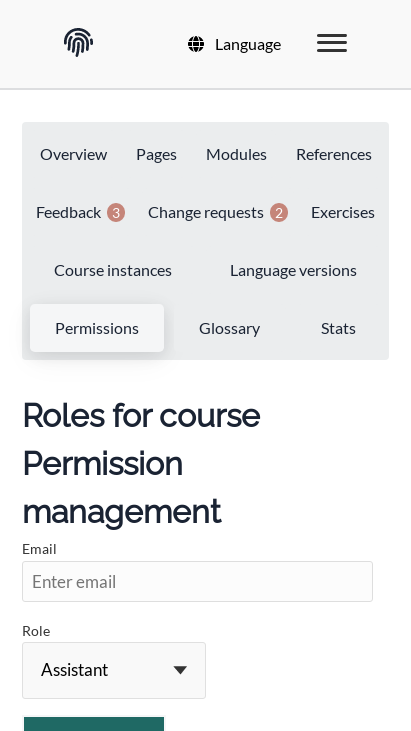 Language
Overview Pages Modules References
Feedback 3 Change requests 2 Exercises
Course instances Language versions
Permissions Glossary Stats
Roles for course
Permission
management
Email
Enter email
Role
Assistant